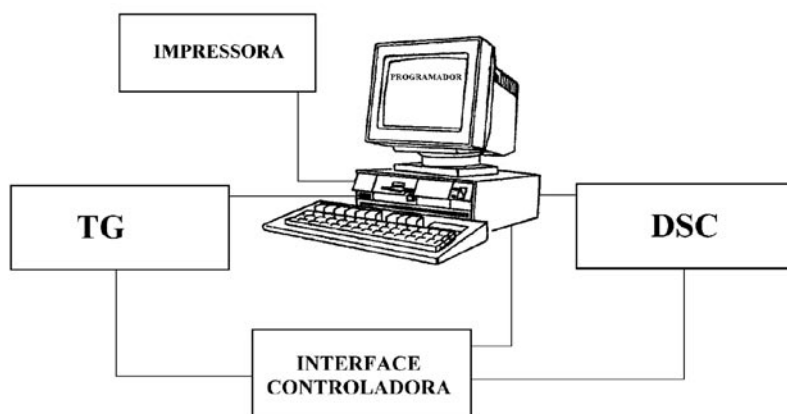 IMPRESSORA
PROGRAMADOR
TG
DSC
INTERFACE
CONTROLADORA